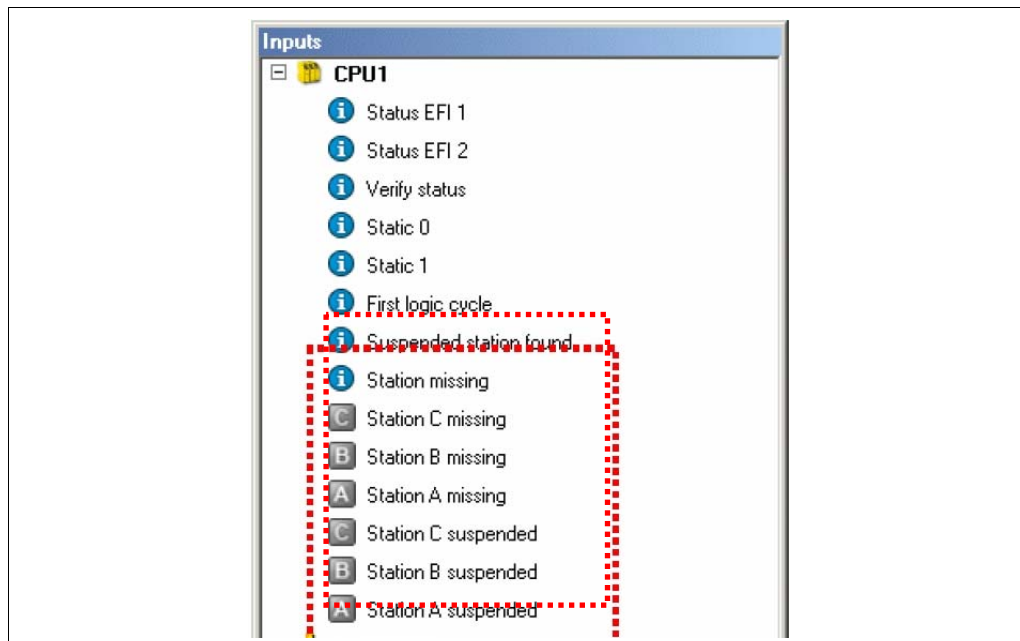 Inputs
CPU1
Status EFI 1
Status EFI 2
Verify status
Static 0
Static 1
First logic cycle
Suspended station found
Station missing
C Station C missing
B Station B missing
A Station A missing
C Station C suspended
B Station B suspended
A Station A suspended